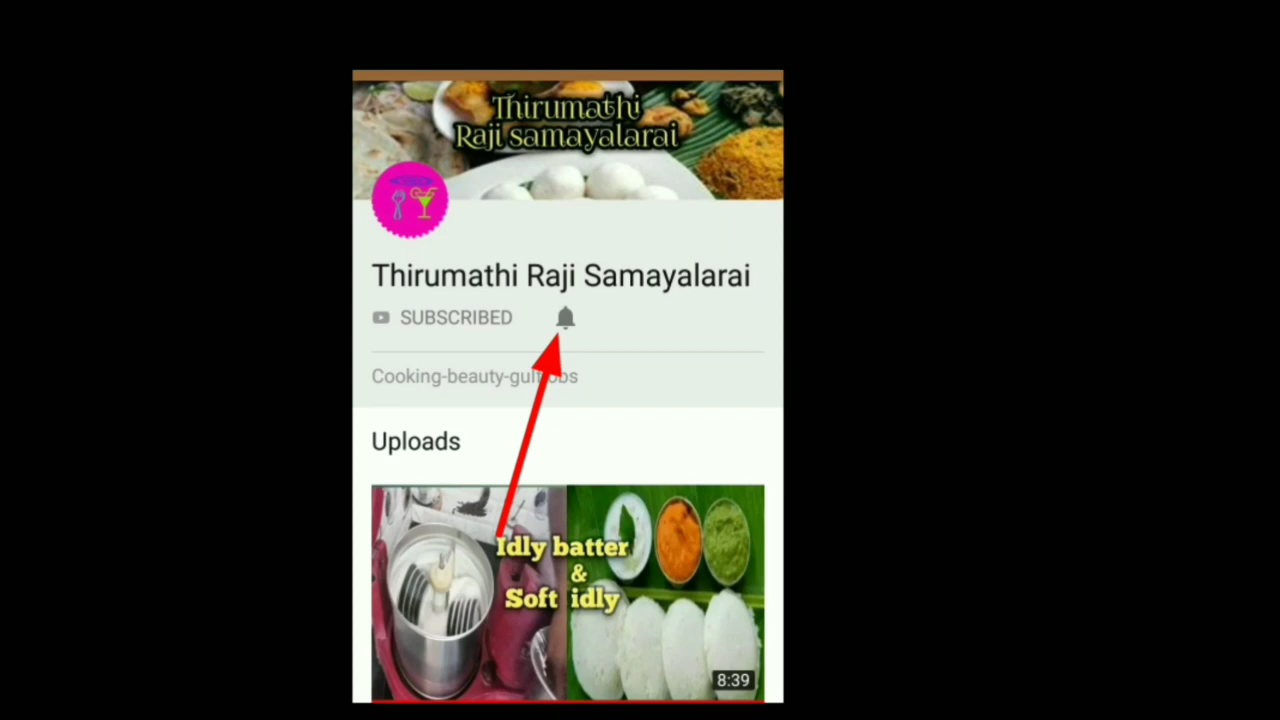 Thirumathi
Raji samayalarai
Thirumathi Raji Samayalarai
SUBSCRIBED
Uploads
Idly batter
&
Soft idly
8:39